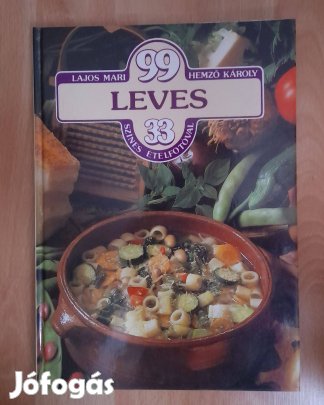 99
LAJOS MARI HEMZŐ KÁROLY
LEVES
33
SZÍNES ÉTELFOTÓVAL
Jófogás